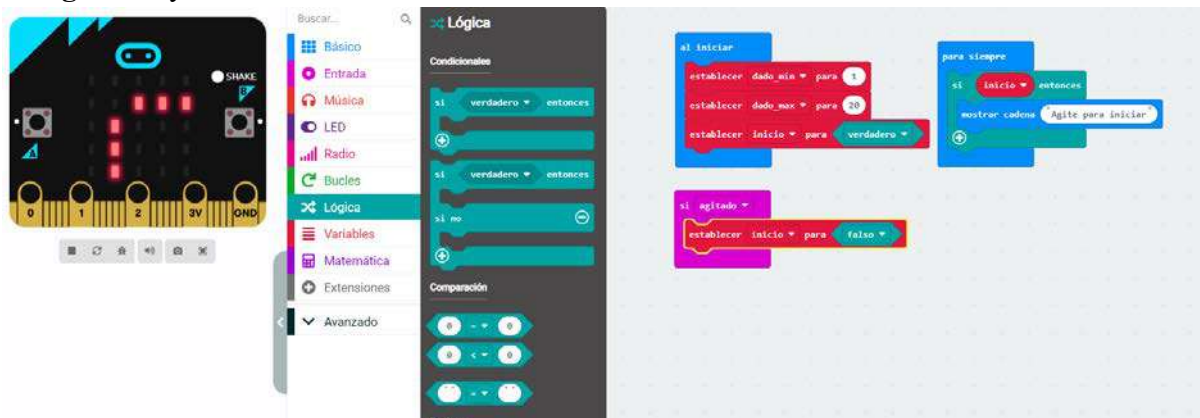 SHAKE
B
A
0 1 2 3V GND
Buscar...
Básico
Entrada
Música
LED
Radio
Bucles
Lógica
Variables
Matemática
Extensiones
Avanzado
Lógica
Condicionales
si verdadero entonces
si verdadero entonces
si no
Comparación
0 = 0
0 < 0
" " = " "
al iniciar
establecer dado_min para 1
establecer dado_max para 20
establecer inicio para verdadero
para siempre
si inicio entonces
mostrar cadena "Agite para iniciar"
si agitado
establecer inicio para falso